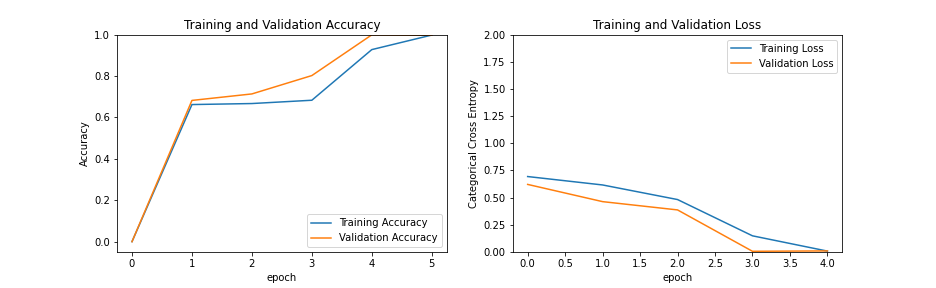 Training and Validation Accuracy
1.0
0.8
0.6
0.4
0.2
0.0
Accuracy
Training Accuracy
Validation Accuracy
0 1 2 3 4 5
epoch
Training and Validation Loss
2.00
1.75
1.50
1.25
1.00
0.75
0.50
0.25
0.00
Categorical Cross Entropy
Training Loss
Validation Loss
0.0 0.5 1.0 1.5 2.0 2.5 3.0 3.5 4.0
epoch